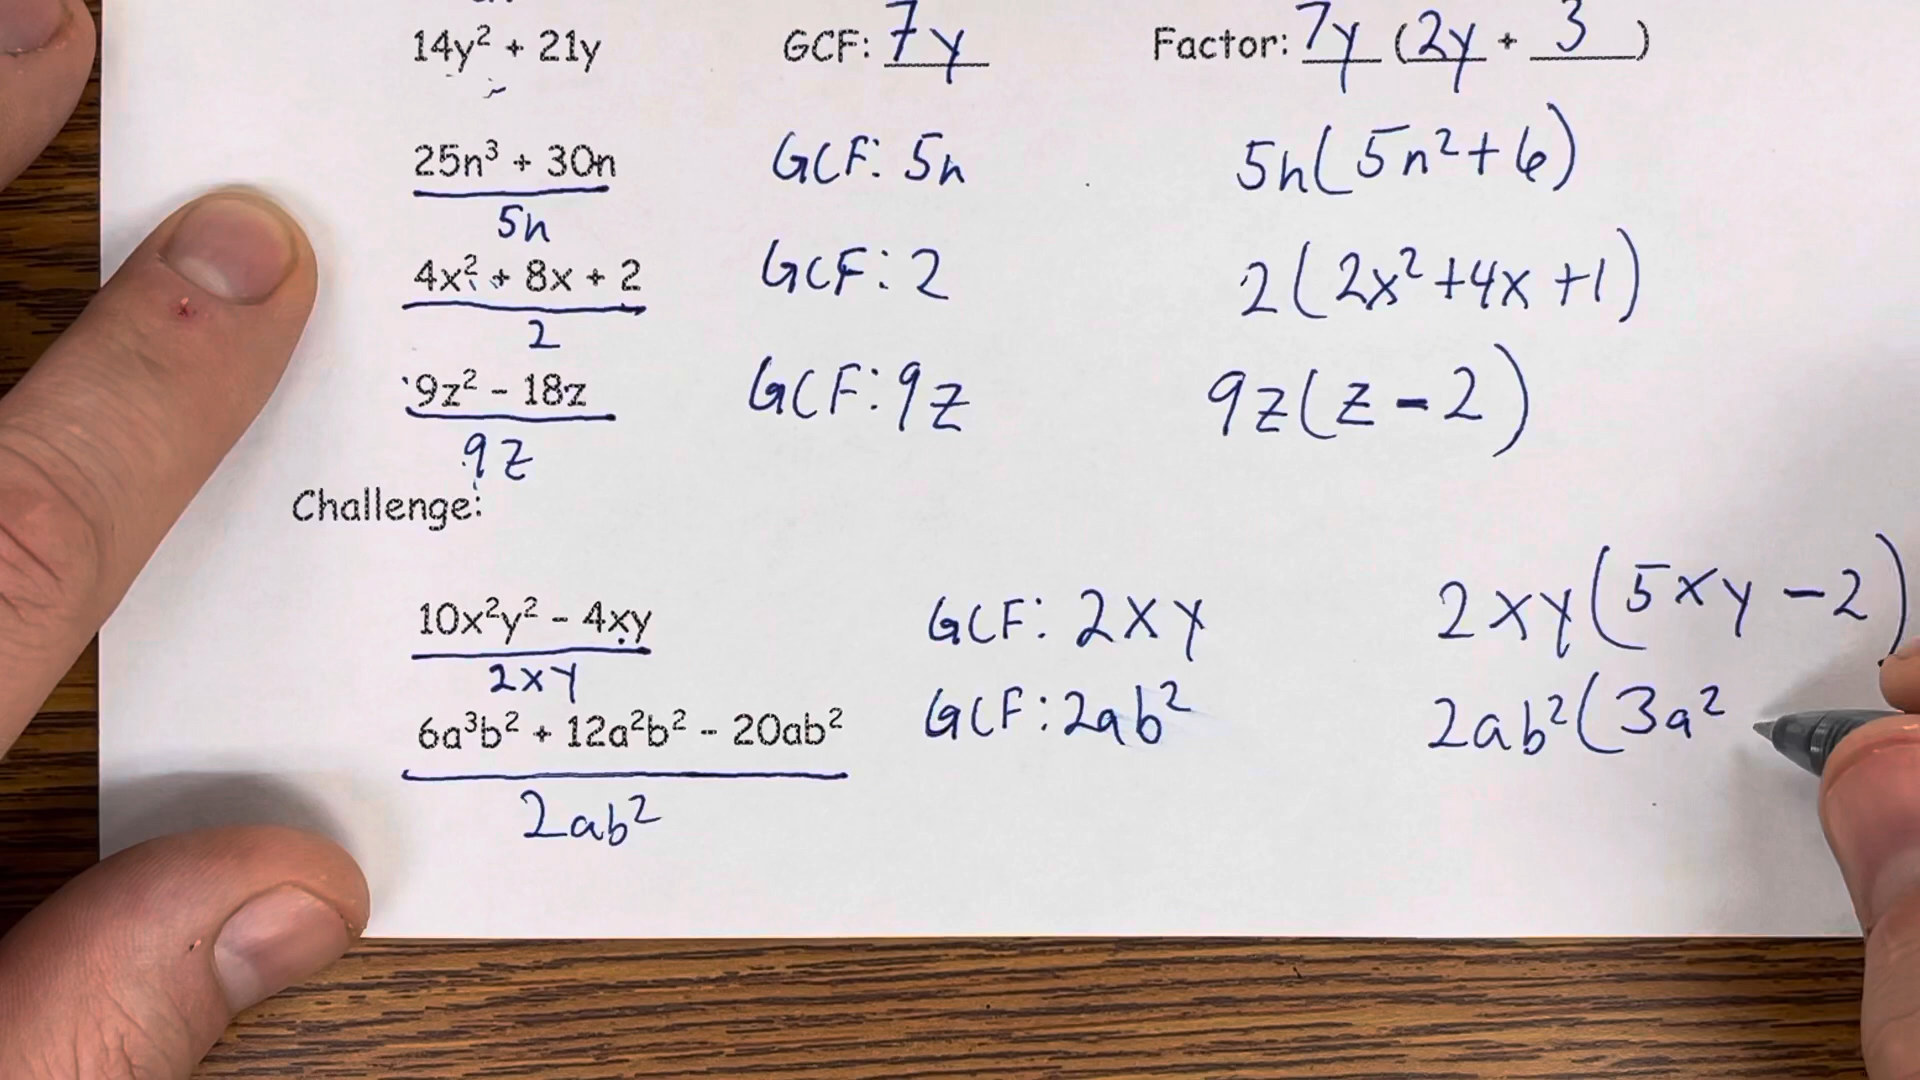 14y² + 21y GCF: 7y Factor: 7y (2y + 3)
25n³ + 30n GCF: 5n 5n(5n²+6)
5n
4x² + 8x + 2 GCF: 2 2(2x²+4x+1)
2
9z² - 18z GCF: 9z 9z(z-2)
9z
Challenge:
10x²y² - 4xy GCF: 2xy 2xy(5xy-2)
2xy
6a³b² + 12a²b² - 20ab² GCF: 2ab² 2ab²(3a²
2ab²